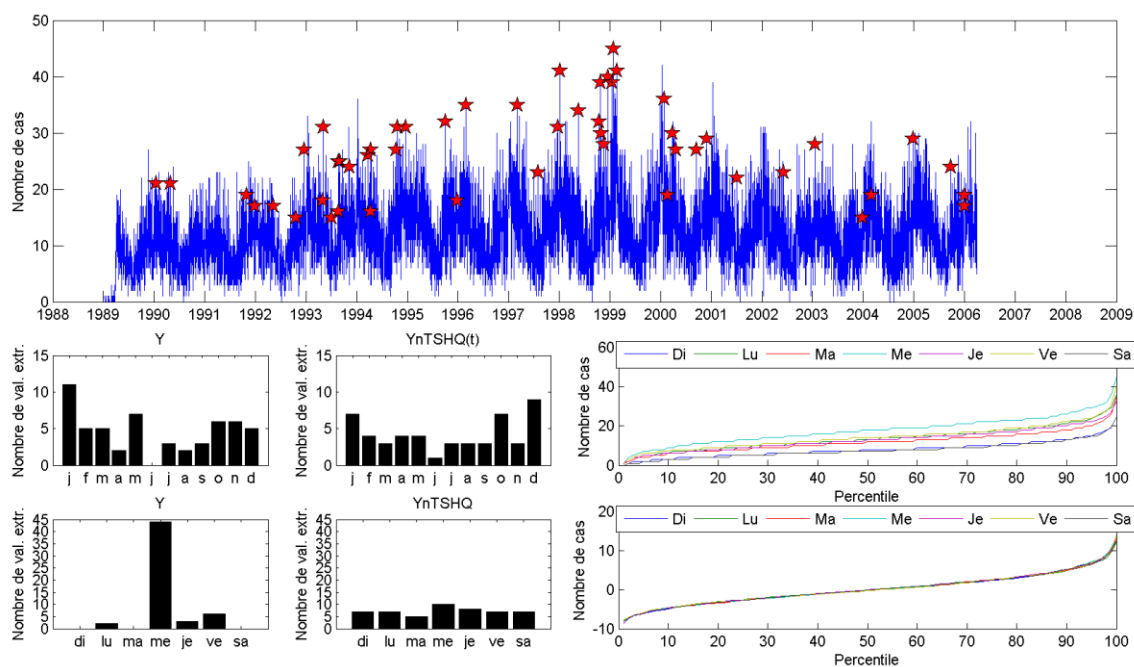 50
40
30
20
10
0
Nombre de cas
1988 1989 1990 1991 1992 1993 1994 1995 1996 1997 1998 1999 2000 2001 2002 2003 2004 2005 2006 2007 2008 2009
Y
15
10
5
0
Nombre de val. extr.
j f m a m j j a s o n d
YnTSHQ(t)
15
10
5
0
Nombre de val. extr.
j f m a m j j a s o n d
Di Lu Ma Me Je Ve Sa
60
40
20
0
Nombre de cas
0 10 20 30 40 50 60 70 80 90 100
Percentile
Y
45
40
35
30
25
20
15
10
5
0
Nombre de val. extr.
di lu ma me je ve sa
YnTSHQ
45
40
35
30
25
20
15
10
5
0
Nombre de val. extr.
di lu ma me je ve sa
Di Lu Ma Me Je Ve Sa
20
10
0
-10
Nombre de cas
0 10 20 30 40 50 60 70 80 90 100
Percentile